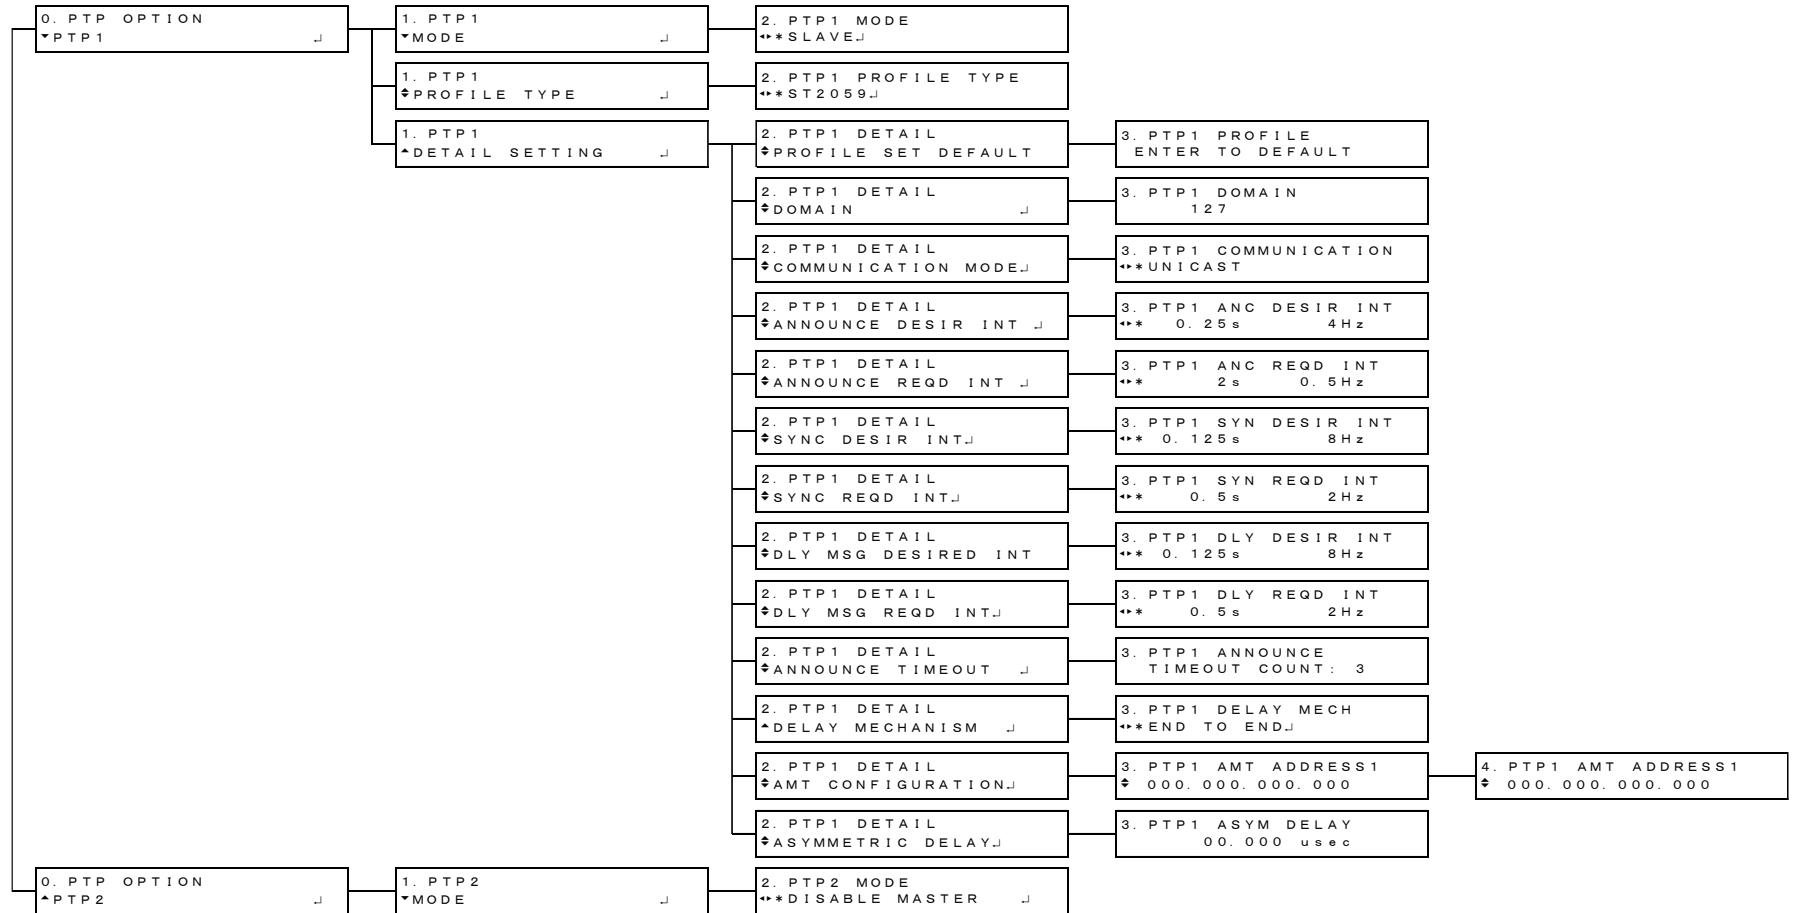 0. PTP OPTION
▾PTP1 ↵
1. PTP1
▾MODE ↵
2. PTP1 MODE
◂▸*SLAVE↵
1. PTP1
♦PROFILE TYPE ↵
2. PTP1 PROFILE TYPE
◂▸*ST2059↵
1. PTP1
▴DETAIL SETTING ↵
2. PTP1 DETAIL
♦PROFILE SET DEFAULT
3. PTP1 PROFILE
ENTER TO DEFAULT
2. PTP1 DETAIL
♦DOMAIN ↵
3. PTP1 DOMAIN
127
2. PTP1 DETAIL
♦COMMUNICATION MODE↵
3. PTP1 COMMUNICATION
◂▸*UNICAST
2. PTP1 DETAIL
♦ANNOUNCE DESIR INT ↵
3. PTP1 ANC DESIR INT
◂▸* 0.25s 4Hz
2. PTP1 DETAIL
♦ANNOUNCE REQD INT ↵
3. PTP1 ANC REQD INT
◂▸* 2s 0.5Hz
2. PTP1 DETAIL
♦SYNC DESIR INT↵
3. PTP1 SYN DESIR INT
◂▸* 0.125s 8Hz
2. PTP1 DETAIL
♦SYNC REQD INT↵
3. PTP1 SYN REQD INT
◂▸* 0.5s 2Hz
2. PTP1 DETAIL
♦DLY MSG DESIRED INT
3. PTP1 DLY DESIR INT
◂▸* 0.125s 8Hz
2. PTP1 DETAIL
♦DLY MSG REQD INT↵
3. PTP1 DLY REQD INT
◂▸* 0.5s 2Hz
2. PTP1 DETAIL
♦ANNOUNCE TIMEOUT ↵
3. PTP1 ANNOUNCE
TIMEOUT COUNT: 3
2. PTP1 DETAIL
▴DELAY MECHANISM ↵
3. PTP1 DELAY MECH
◂▸*END TO END↵
2. PTP1 DETAIL
♦AMT CONFIGURATION↵
3. PTP1 AMT ADDRESS1
♦ 000.000.000.000
4. PTP1 AMT ADDRESS1
♦ 000.000.000.000
2. PTP1 DETAIL
♦ASYMMETRIC DELAY↵
3. PTP1 ASYM DELAY
00.000 usec
0. PTP OPTION
▴PTP2 ↵
1. PTP2
▾MODE ↵
2. PTP2 MODE
◂▸*DISABLE MASTER ↵